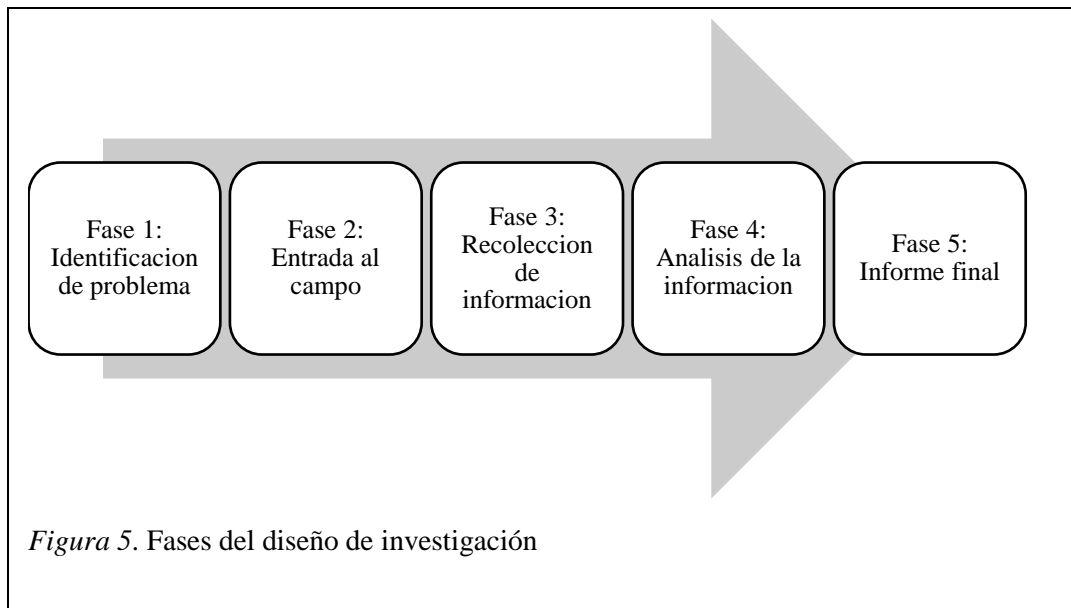 Fase 1:
Identificacion
de problema
Fase 2:
Entrada al
campo
Fase 3:
Recoleccion
de
informacion
Fase 4:
Analisis de la
informacion
Fase 5:
Informe final
Figura 5. Fases del diseño de investigación